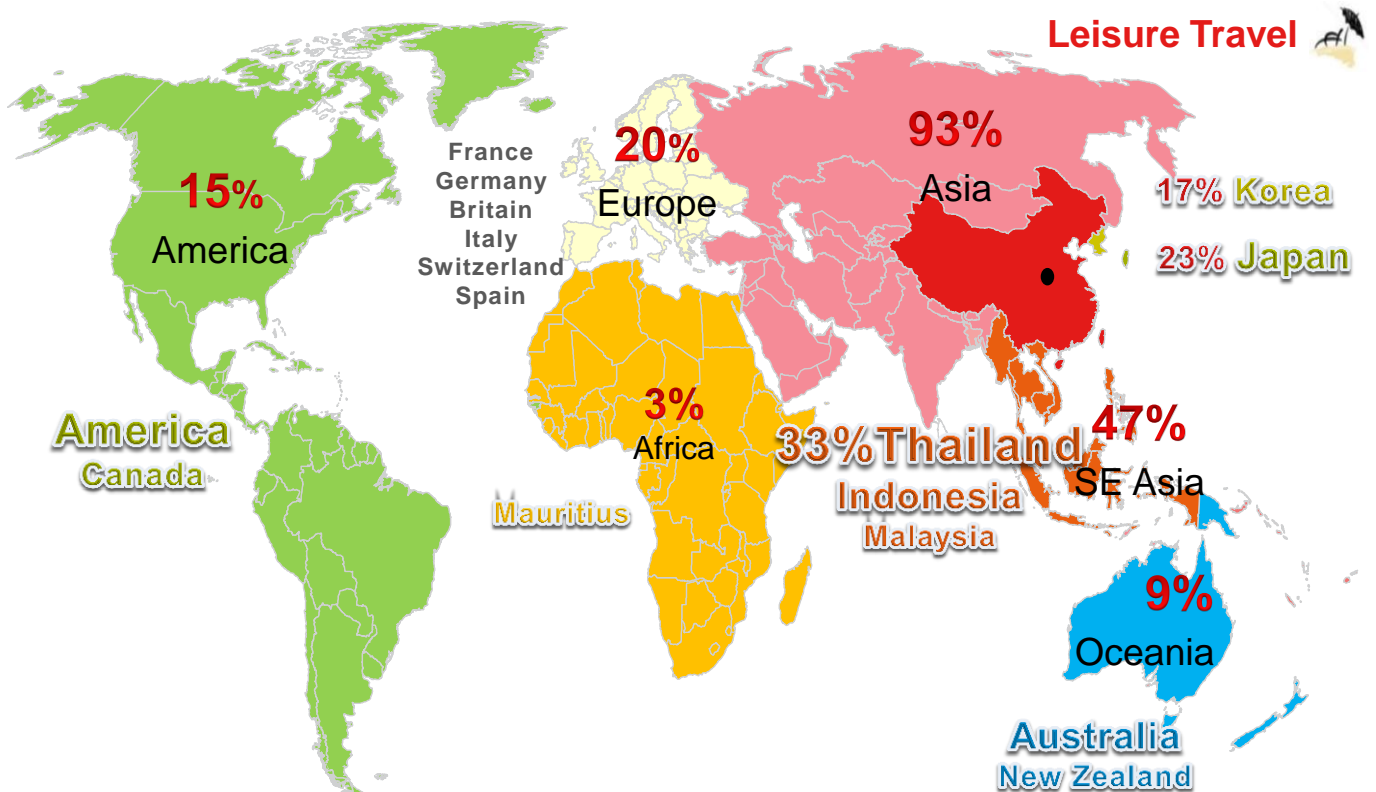 Leisure Travel
15%
America
America
Canada
France
Germany
Britain
Italy
Switzerland
Spain
20%
Europe
93%
Asia
17% Korea
23% Japan
3%
Africa
Mauritius
33%Thailand
Indonesia
Malaysia
47%
SE Asia
9%
Oceania
Australia
New Zealand